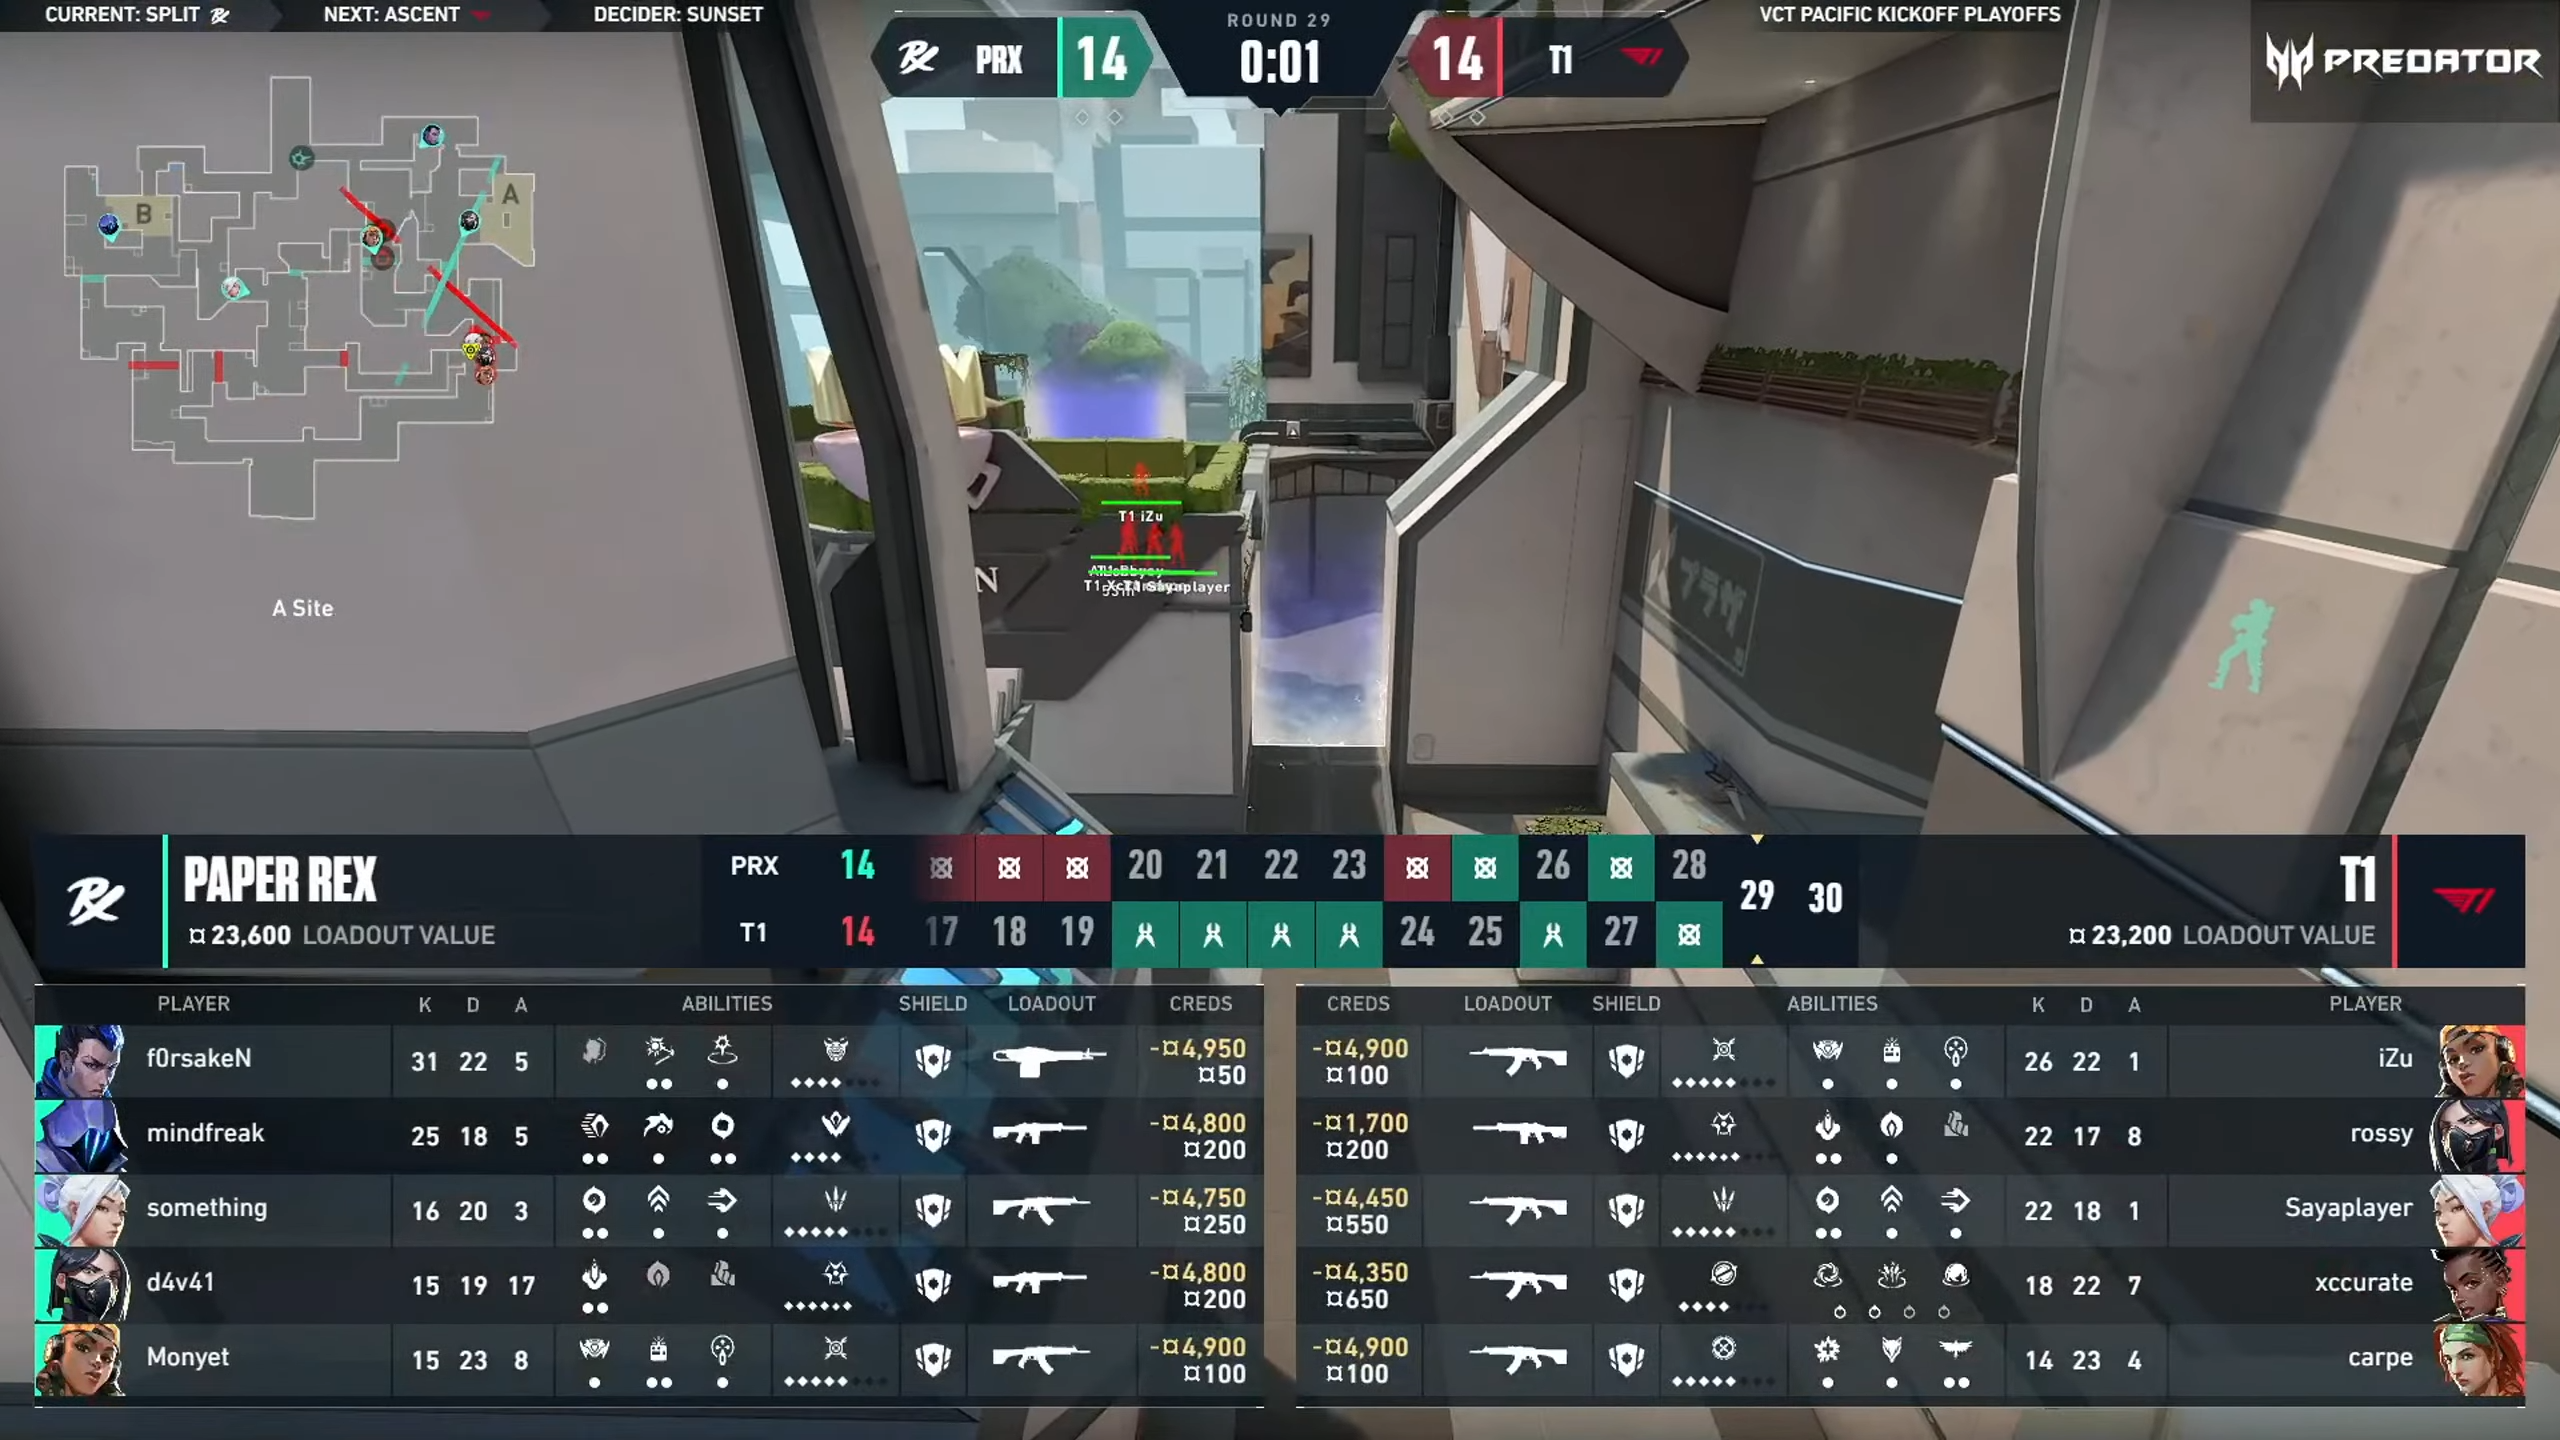 CURRENT: SPLIT
NEXT: ASCENT
DECIDER: SUNSET
PRX 14
ROUND 29
0:01
14 T1
VCT PACIFIC KICKOFF PLAYOFFS
PREDATOR
B
A
A Site
T1 iZu
T1 Sayaplayer
N
プラザ
PAPER REX
¤ 23,600 LOADOUT VALUE
PRX 14 20 21 22 23 26 28
T1 14 17 18 19 24 25 27
29 30
T1
¤ 23,200 LOADOUT VALUE
PLAYER K D A ABILITIES SHIELD LOADOUT CREDS
f0rsakeN 31 22 5 -¤4,950 ¤50
mindfreak 25 18 5 -¤4,800 ¤200
something 16 20 3 -¤4,750 ¤250
d4v41 15 19 17 -¤4,800 ¤200
Monyet 15 23 8 -¤4,900 ¤100
CREDS LOADOUT SHIELD ABILITIES K D A PLAYER
-¤4,900 ¤100 26 22 1 iZu
-¤1,700 ¤200 22 17 8 rossy
-¤4,450 ¤550 22 18 1 Sayaplayer
-¤4,350 ¤650 18 22 7 xccurate
-¤4,900 ¤100 14 23 4 carpe